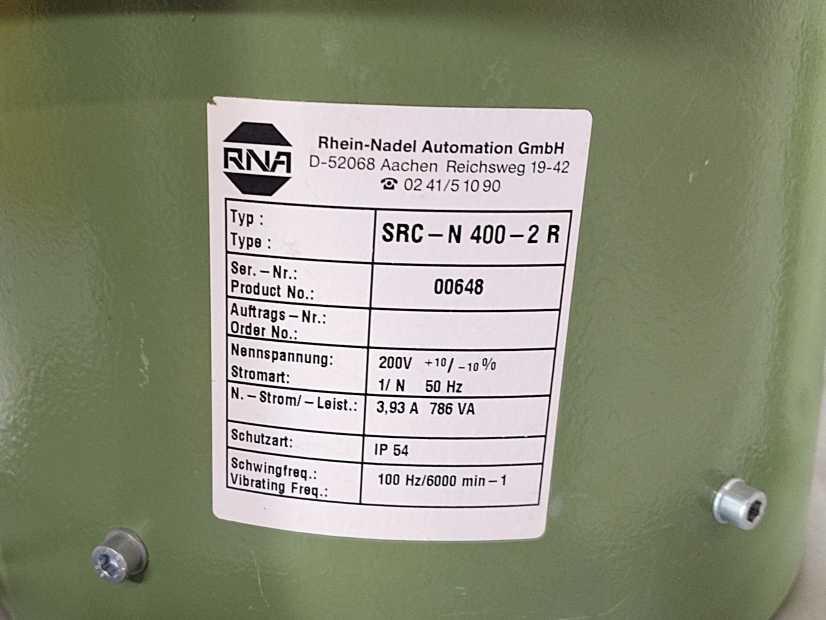 RNA
Rhein-Nadel Automation GmbH
D-52068 Aachen Reichsweg 19-42
☎ 02 41/5 10 90
Typ :
Type :
SRC–N 400–2 R
Ser.–Nr.:
Product No.:
00648
Auftrags–Nr.:
Order No.:
Nennspannung:
Stromart:
200V +10/–10%
1/ N 50 Hz
N.–Strom/–Leist.:
3,93 A 786 VA
Schutzart:
IP 54
Schwingfreq.:
Vibrating Freq.:
100 Hz/6000 min–1